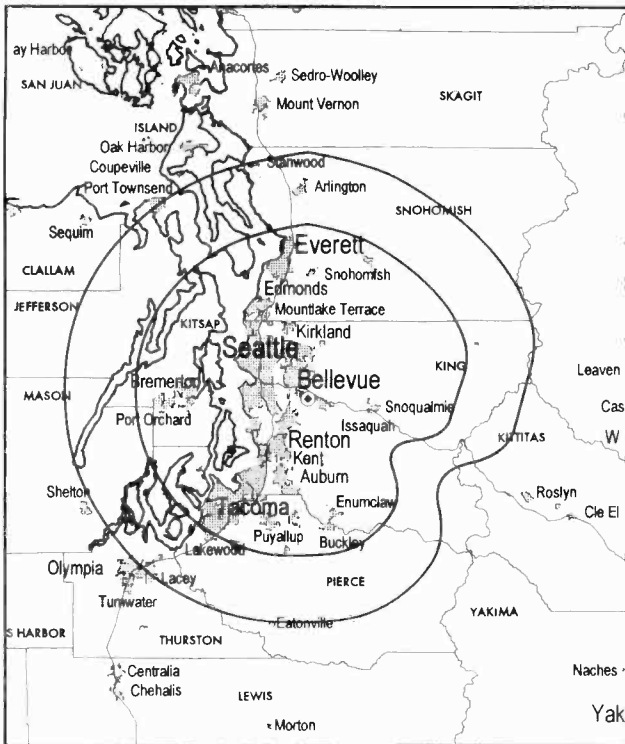 ay Harbor
Anacortes
Sedro-Woolley
SAN JUAN
SKAGIT
Mount Vernon
ISLAND
Oak Harbor
Coupeville
Stanwood
Port Townsend
Arlington
SNOHOMISH
Sequim
Everett
CLALLAM
Snohomish
Edmonds
JEFFERSON
Mountlake Terrace
KITSAP
Kirkland
Seattle
KING
Leaven
Bremerton
Bellevue
MASON
Snoqualmie
Cas
Port Orchard
Issaquah
W
Renton
KITTITAS
Kent
Auburn
Shelton
Enumclaw
Roslyn
Tacoma
Cle El
Puyallup
Buckley
Lakewood
Olympia
Lacey
PIERCE
Tumwater
YAKIMA
Eatonville
S HARBOR
THURSTON
Centralia
Naches
Chehalis
LEWIS
Yak
Morton